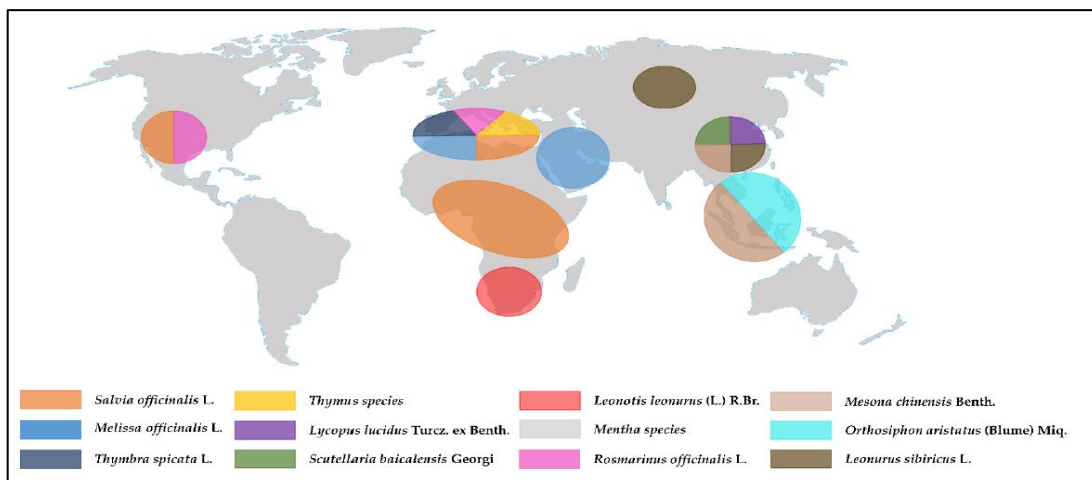 Salvia officinalis L.
Thymus species
Leonotis leonurus (L.) R.Br.
Mesona chinensis Benth.
Melissa officinalis L.
Lycopus lucidus Turcz. ex Benth.
Mentha species
Orthosiphon aristatus (Blume) Miq.
Thymbra spicata L.
Scutellaria baicalensis Georgi
Rosmarinus officinalis L.
Leonurus sibiricus L.